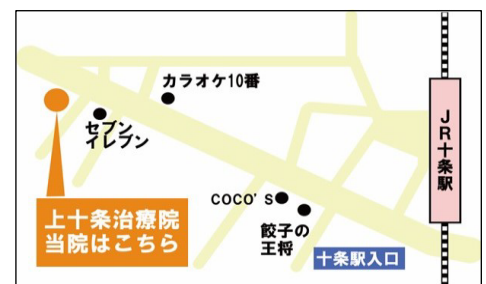 カラオケ10番
セブン
イレブン
JR十条駅
COCO'S
餃子の
王将
上十条治療院
当院はこちら
十条駅入口